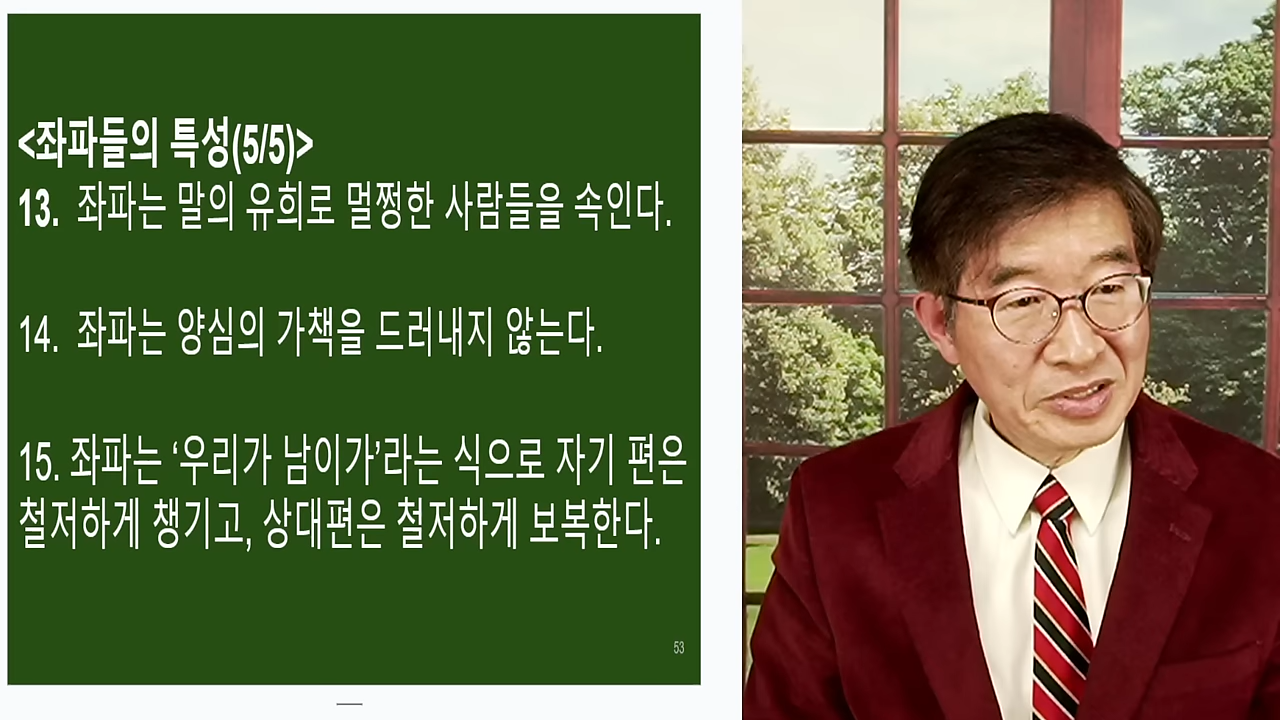 <좌파들의 특성(5/5)>
13. 좌파는 말의 유희로 멀쩡한 사람들을 속인다.
14. 좌파는 양심의 가책을 드러내지 않는다.
15. 좌파는 ‘우리가 남이가’라는 식으로 자기 편은
철저하게 챙기고, 상대편은 철저하게 보복한다.
53